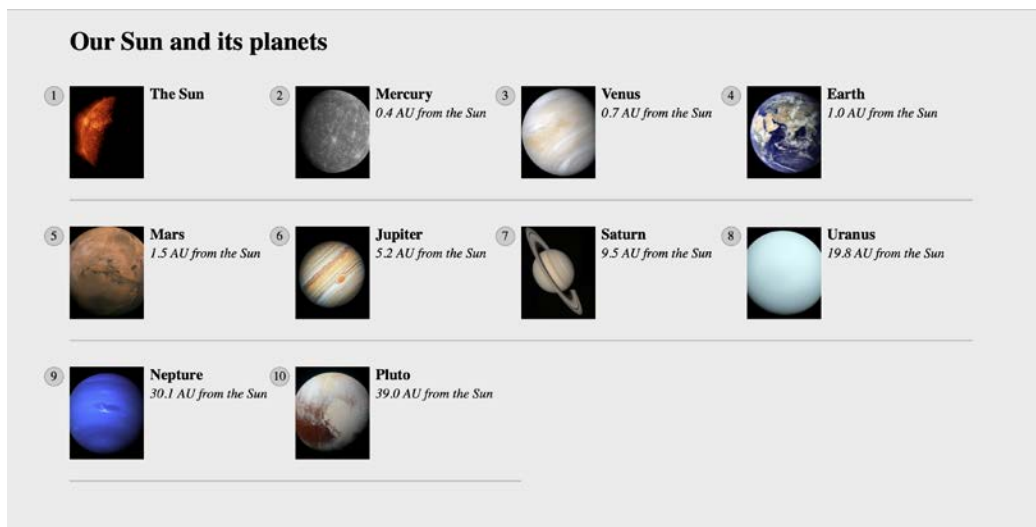 Our Sun and its planets
1
The Sun
2
Mercury
0.4 AU from the Sun
3
Venus
0.7 AU from the Sun
4
Earth
1.0 AU from the Sun
5
Mars
1.5 AU from the Sun
6
Jupiter
5.2 AU from the Sun
7
Saturn
9.5 AU from the Sun
8
Uranus
19.8 AU from the Sun
9
Nepture
30.1 AU from the Sun
10
Pluto
39.0 AU from the Sun